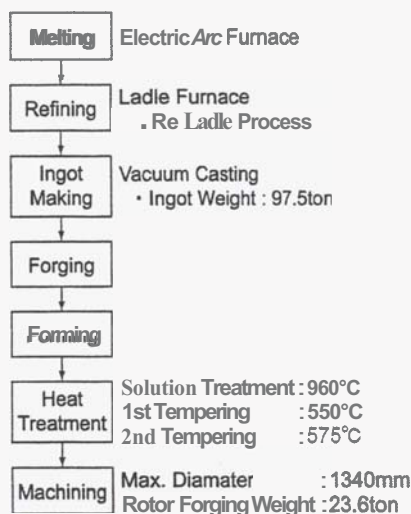 Melting Electric Arc Furnace
Refining
Ladle Furnace
. Re Ladle Process
Ingot
Making
Vacuum Casting
· Ingot Weight : 97.5ton
Forging
Forming
Heat
Treatment
Solution Treatment : 960°C
1st Tempering : 550°C
2nd Tempering : 575°C
Machining
Max. Diamater : 1340mm
Rotor Forging Weight : 23.6ton